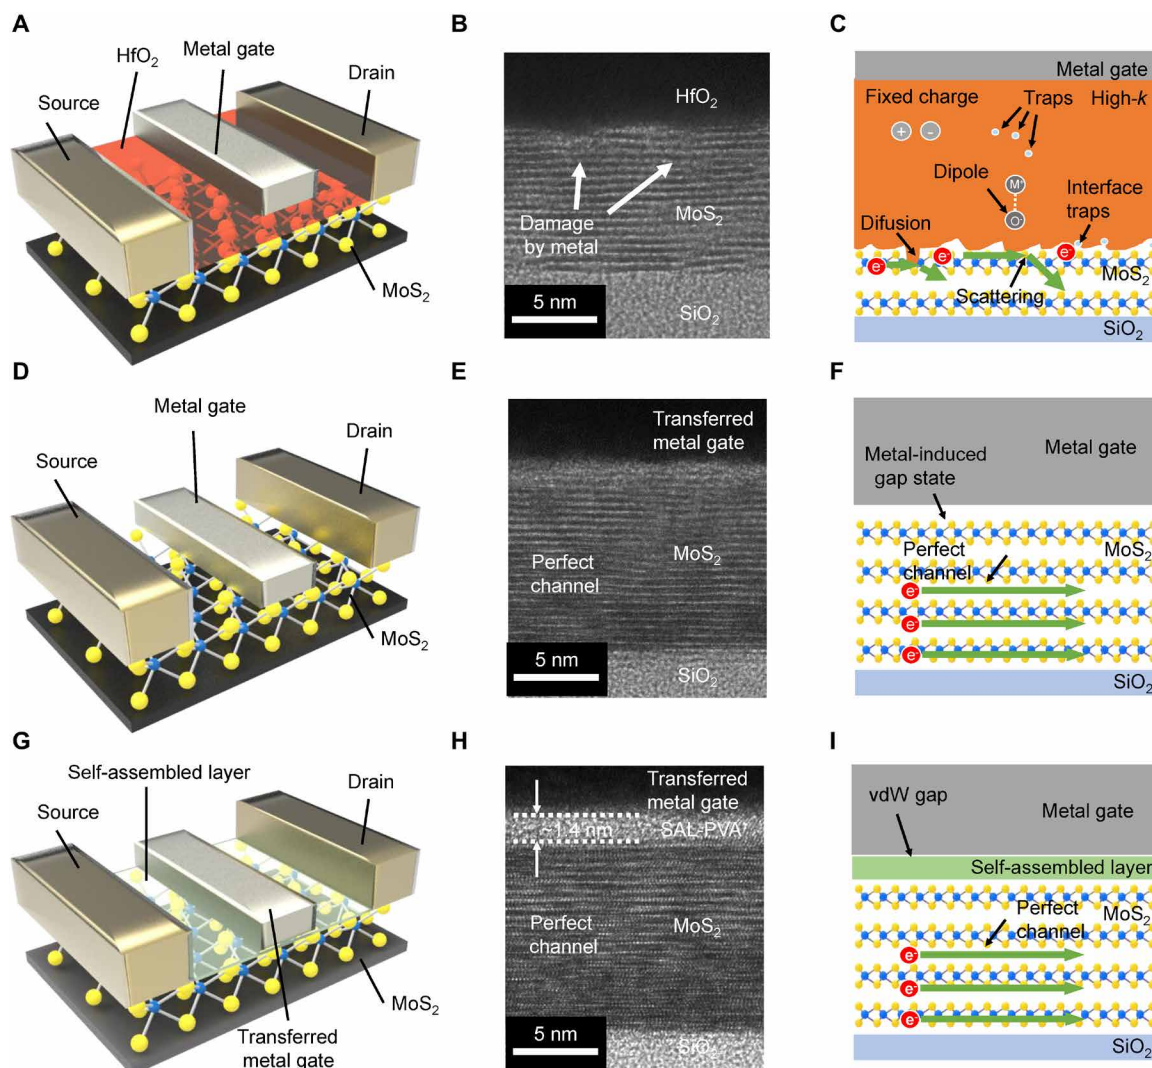 A
HfO₂
Metal gate
Drain
Source
MoS₂
B
HfO₂
Damage
by metal
MoS₂
5 nm
SiO₂
C
Metal gate
Fixed charge
Traps
High-k
+
-
Dipole
M⁺
O⁻
Interface
traps
Difusion
e⁻
e⁻
e⁻
MoS₂
Scattering
SiO₂
D
Metal gate
Drain
Source
MoS₂
E
Transferred
metal gate
Perfect
channel
MoS₂
5 nm
SiO₂
F
Metal gate
Metal-induced
gap state
Perfect
channel
MoS₂
e⁻
e⁻
e⁻
SiO₂
G
Self-assembled layer
Drain
Source
MoS₂
Transferred
metal gate
H
Transferred
metal gate
~1.4 nm
SAL-PVA
Perfect
channel
MoS₂
5 nm
SiO₂
I
vdW gap
Metal gate
Self-assembled layer
Perfect
channel
MoS₂
e⁻
e⁻
e⁻
SiO₂